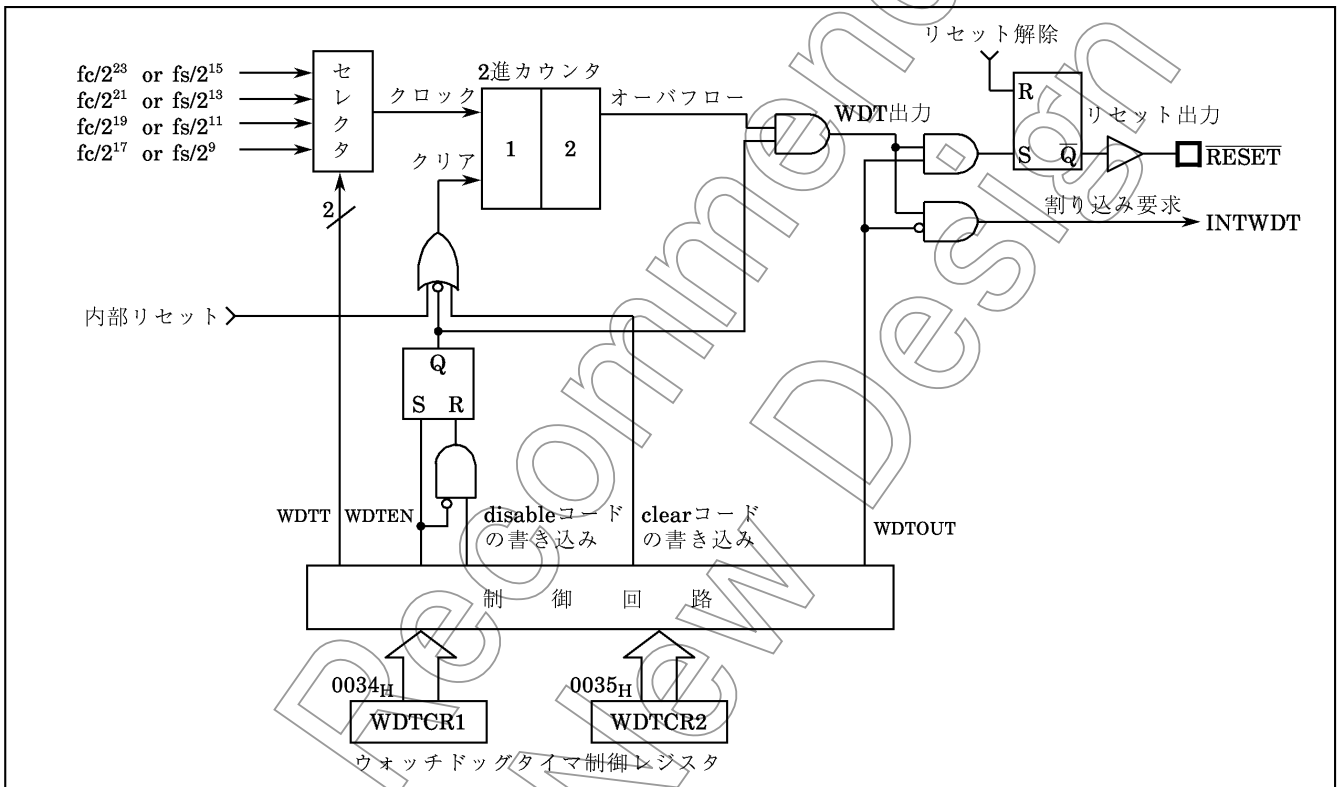 リセット解除
fc/2²³ or fs/2¹⁵
fc/2²¹ or fs/2¹³
fc/2¹⁹ or fs/2¹¹
fc/2¹⁷ or fs/2⁹
セレクタ
クロック
クリア
2進カウンタ
1 2
オーバフロー
WDT出力
R
S Q̅
リセット出力
R̅E̅S̅E̅T̅
割り込み要求
INTWDT
2
内部リセット
Q
S R
WDTT
WDTEN
disableコード
の書き込み
clearコード
の書き込み
WDTOUT
制御回路
0034H
WDTCR1
0035H
WDTCR2
ウォッチドッグタイマ制御レジスタ
Recommende
New Design